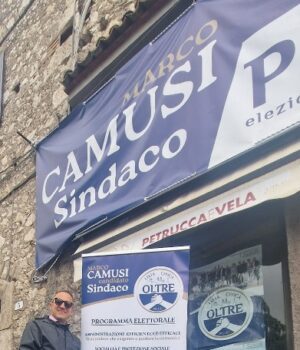 MARCO
CAMUSI
Sindaco
P
elezio
PETRUCCA E VELA
MARCO
CAMUSI
candidato
Sindaco
OLTRE
PROGRAMMA ELETTORALE
AMMINISTRAZIONE EFFICIENTE ED EFFICACE
SOCIALE E PROTEZIONE SOCIALE
OLTRE